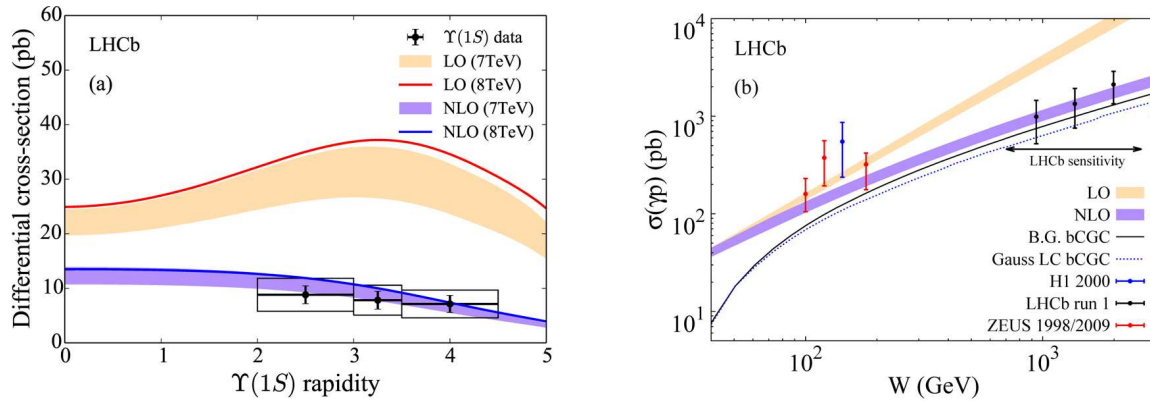 60
50
40
30
20
10
0
0 1 2 3 4 5
Differential cross-section (pb)
ϒ(1S) rapidity
LHCb
(a)
ϒ(1S) data
LO (7TeV)
LO (8TeV)
NLO (7TeV)
NLO (8TeV)
10⁴
10³
10²
10¹
10² 10³
σ(γp) (pb)
W (GeV)
LHCb
(b)
LHCb sensitivity
LO
NLO
B.G. bCGC
Gauss LC bCGC
H1 2000
LHCb run 1
ZEUS 1998/2009